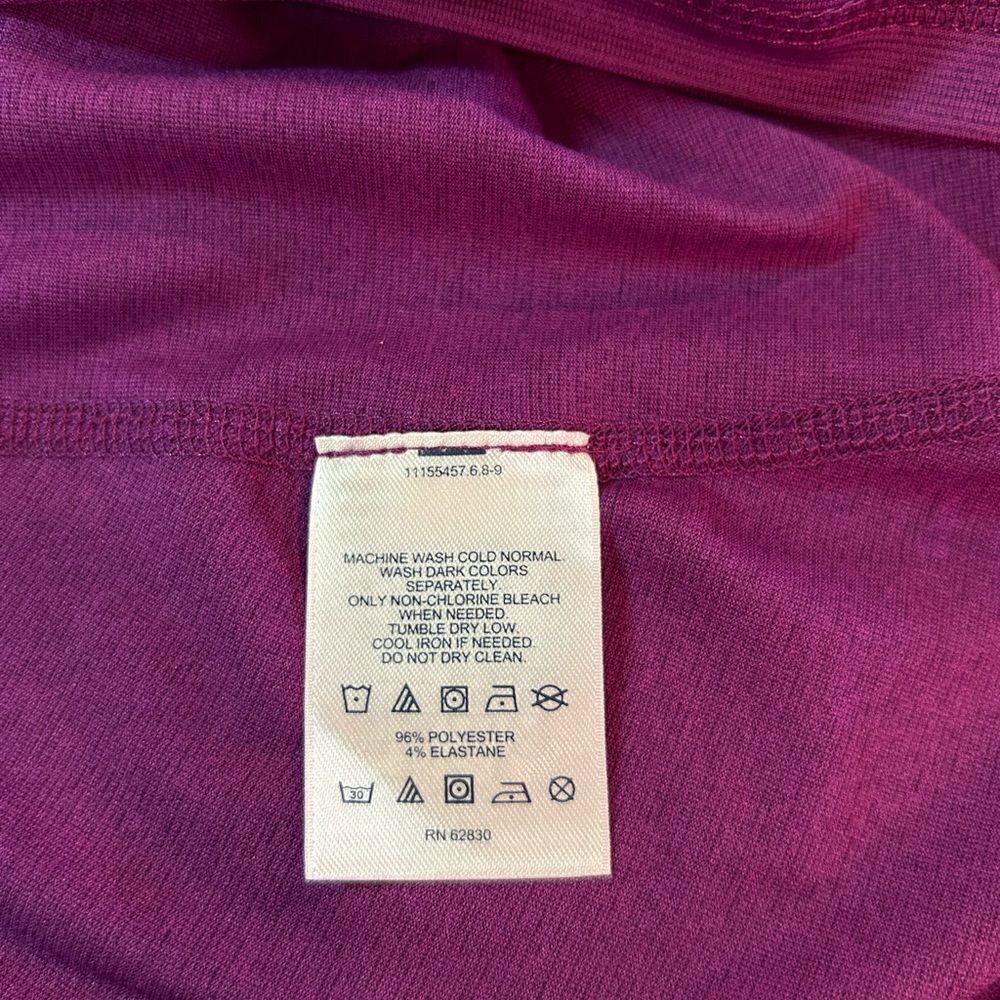 11155457.6,8-9
MACHINE WASH COLD NORMAL.
WASH DARK COLORS
SEPARATELY.
ONLY NON-CHLORINE BLEACH
WHEN NEEDED.
TUMBLE DRY LOW.
COOL IRON IF NEEDED.
DO NOT DRY CLEAN.
96% POLYESTER
4% ELASTANE
30
RN 62830